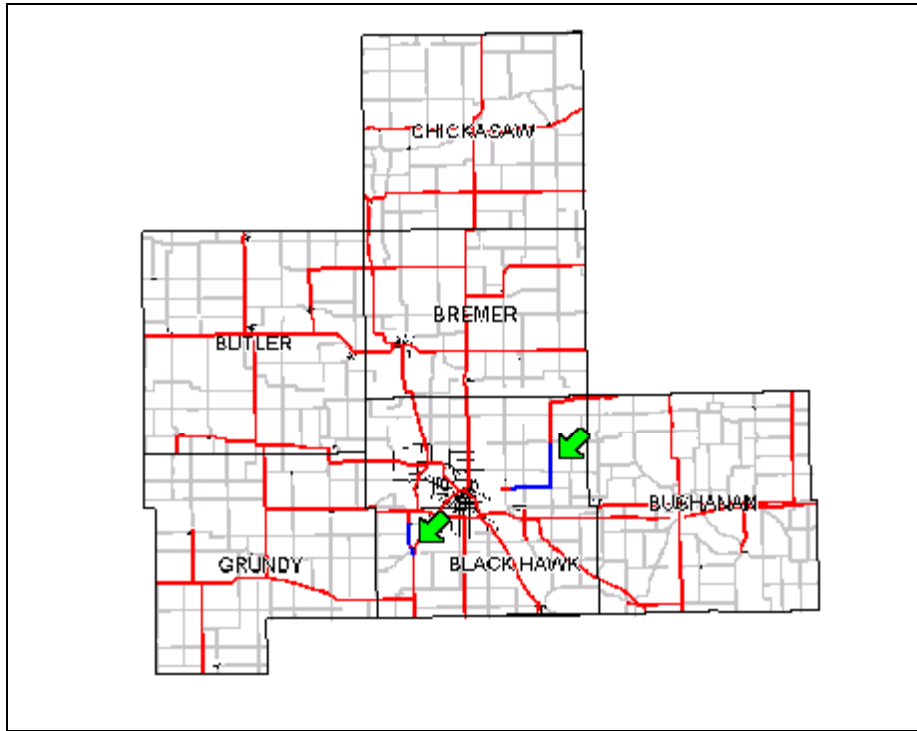 CHICKASAW
BREMER
BUTLER
BUCHANAN
GRUNDY
BLACK HAWK